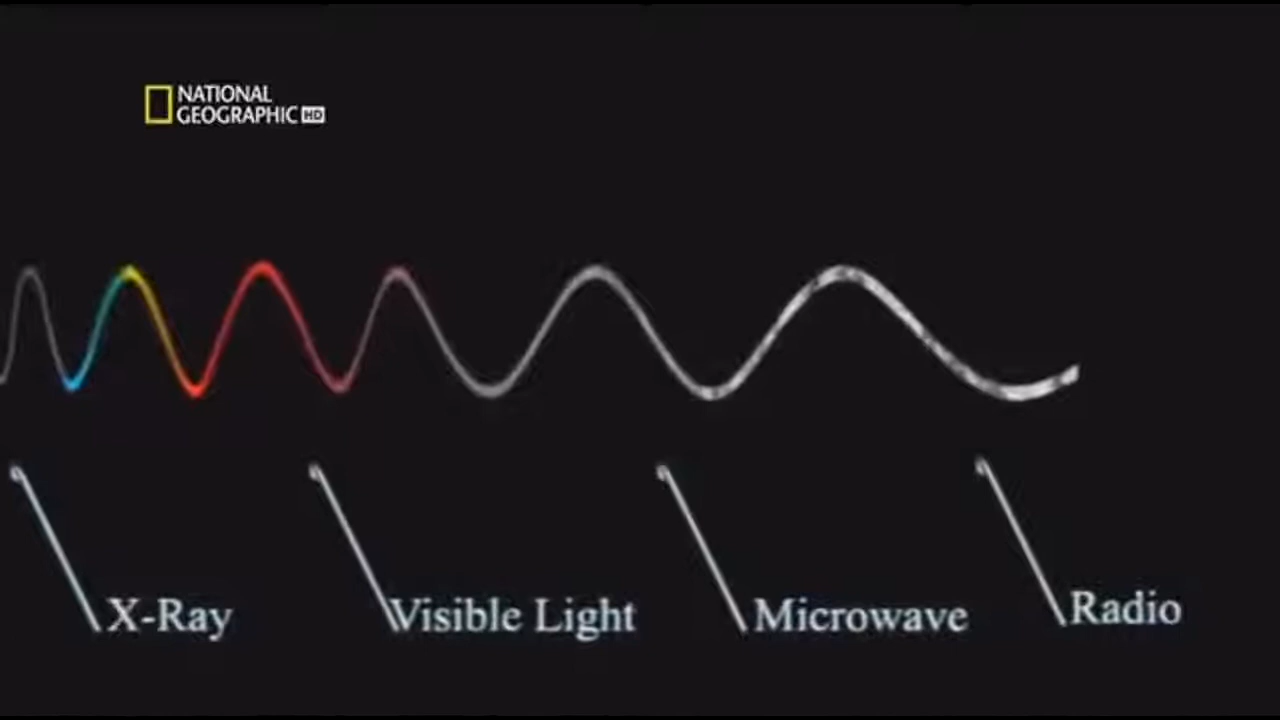 NATIONAL
GEOGRAPHIC HD
X-Ray
Visible Light
Microwave
Radio